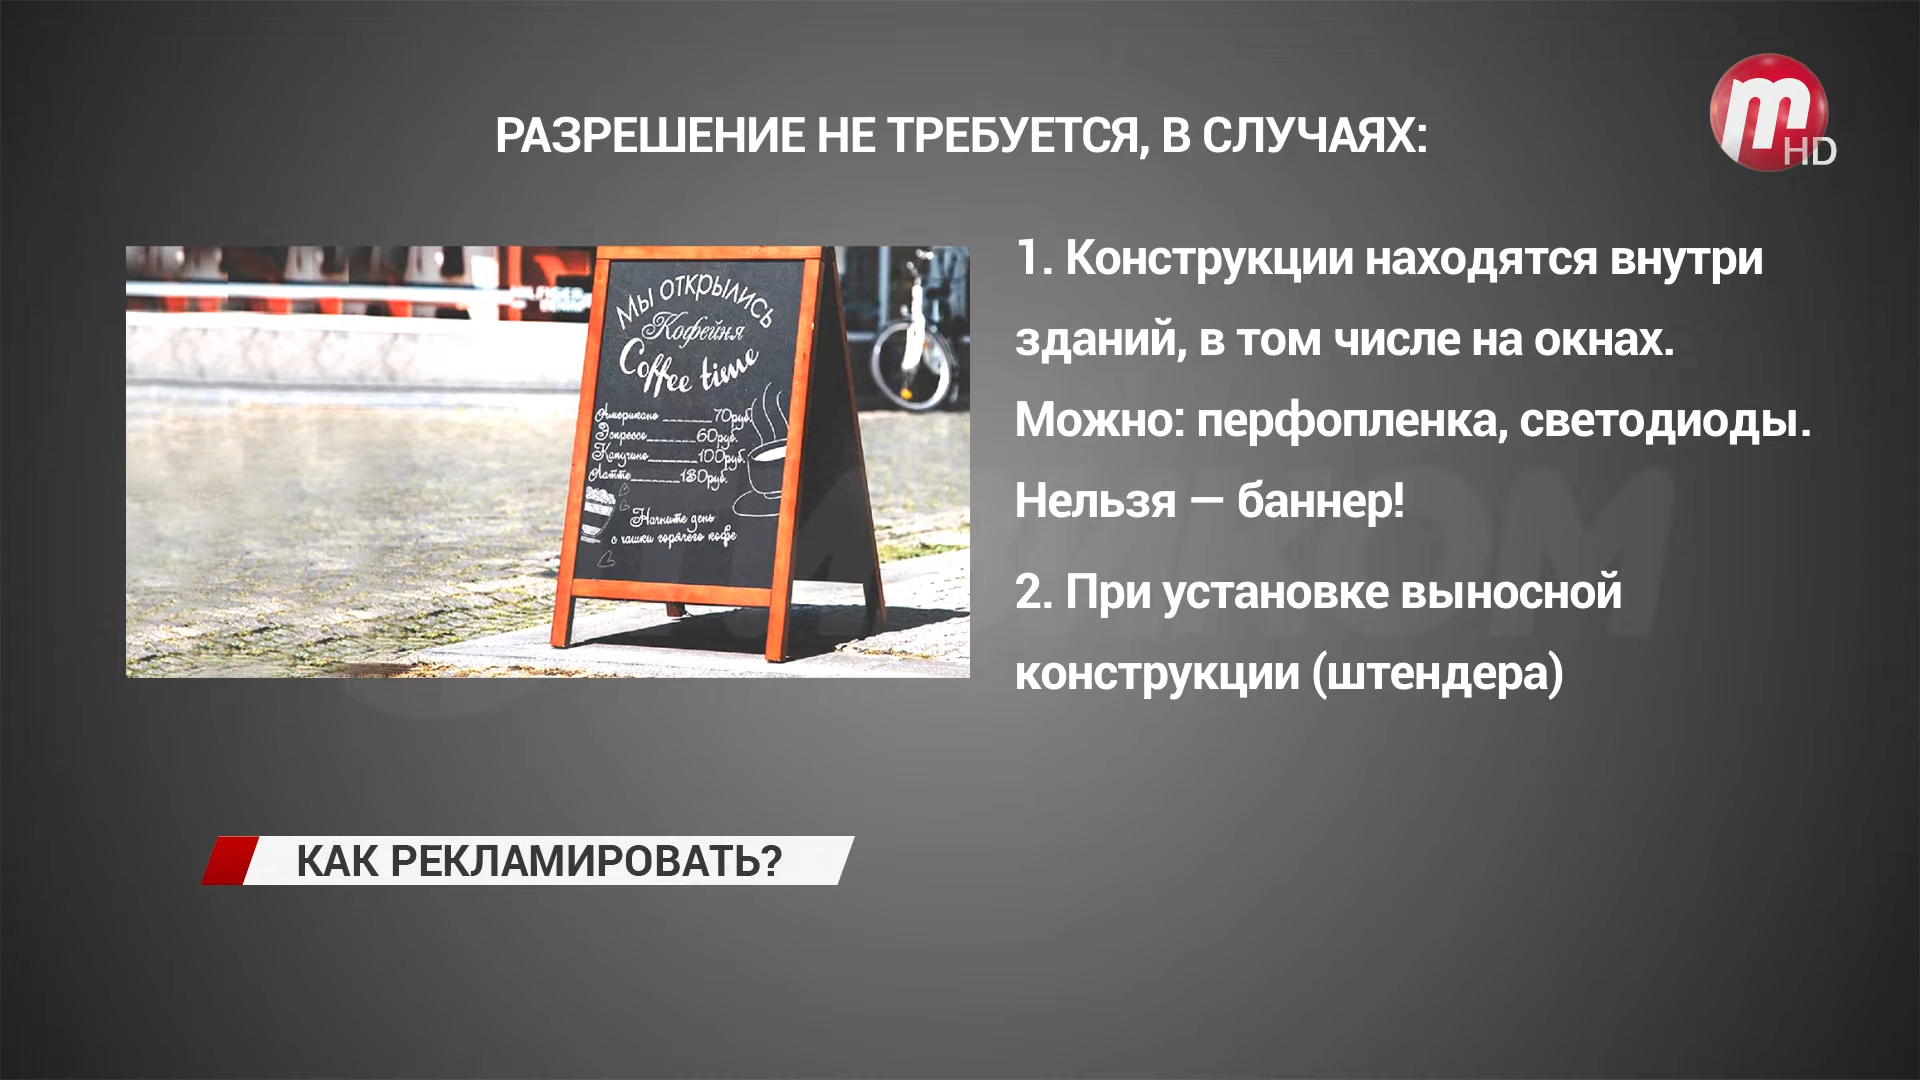 РАЗРЕШЕНИЕ НЕ ТРЕБУЕТСЯ, В СЛУЧАЯХ:
m HD
1. Конструкции находятся внутри
зданий, в том числе на окнах.
Можно: перфопленка, светодиоды.
Нельзя — баннер!
2. При установке выносной
конструкции (штендера)
Мы открылись
Кофейня
Coffee time
Американо 70руб.
Эспрессо 60руб.
Капучино 100руб.
Латте 130руб.
Начните день
с чашки горячего кофе
КАК РЕКЛАМИРОВАТЬ?